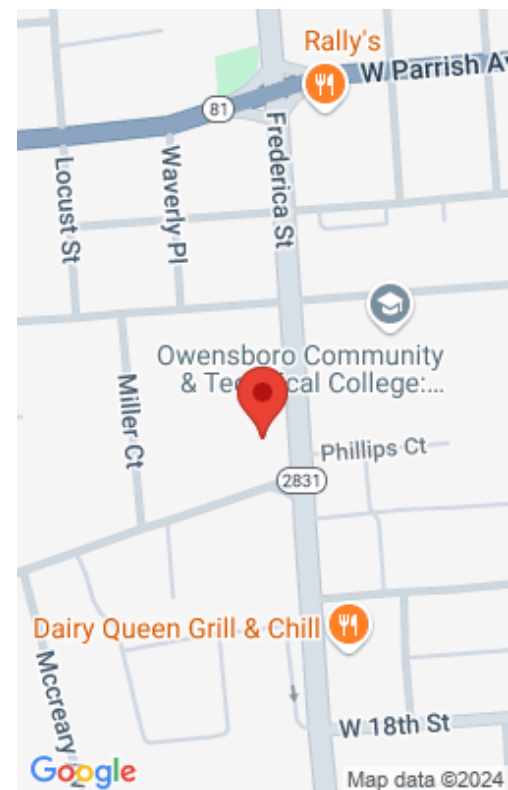 Rally's
W Parrish Av
81
Locust St
Waverly Pl
Frederica St
Owensboro Community
& Technical College:...
Miller Ct
Phillips Ct
2831
Dairy Queen Grill & Chill
Mccreary
W 18th St
Google
Map data ©2024